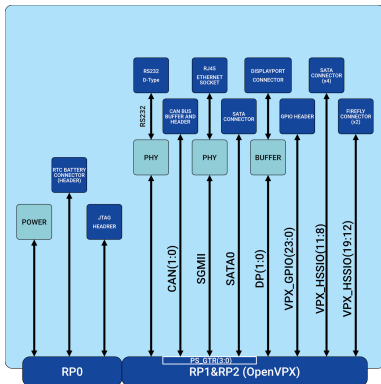 RS232
D-Type
RJ45
ETHERNET
SOCKET
DISPLAYPORT
CONNECTOR
SATA
CONNECTOR
(x4)
RS232
CAN BUS
BUFFER AND
HEADER
SATA
CONNECTOR
GPIO HEADER
FIREFLY
CONNECTOR
(x2)
PHY
PHY
BUFFER
RTC BATTERY
CONNECTOR
(HEADER)
POWER
JTAG
HEADRER
CAN(1:0)
SGMII
SATA0
DP(1:0)
VPX_GPIO(23:0)
VPX_HSSIO(11:8)
VPX_HSSIO(19:12)
PS_GTR(3:0)
RP0
RP1&RP2 (OpenVPX)